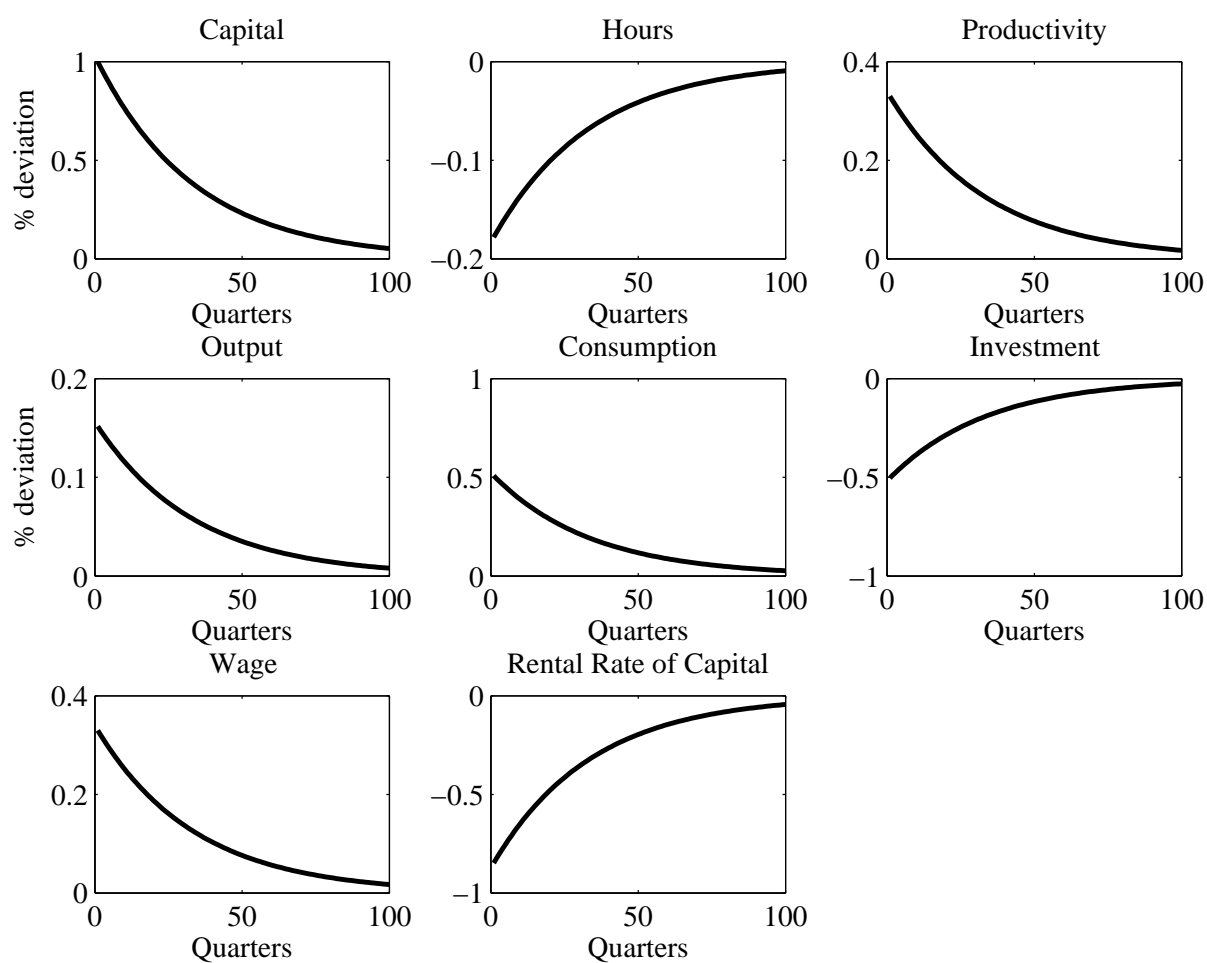 Capital
Hours
Productivity
% deviation
1
0.5
0
0
50
100
Quarters
0
−0.1
−0.2
0
50
100
Quarters
0.4
0.2
0
0
50
100
Quarters
Output
Consumption
Investment
% deviation
0.2
0.1
0
0
50
100
Quarters
1
0.5
0
0
50
100
Quarters
0
−0.5
−1
0
50
100
Quarters
Wage
Rental Rate of Capital
0.4
0.2
0
0
50
100
Quarters
0
−0.5
−1
0
50
100
Quarters